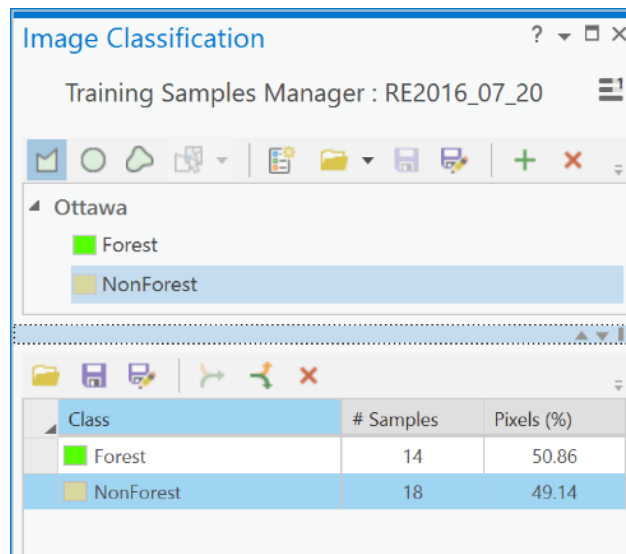 Image Classification ?
Training Samples Manager : RE2016_07_20 1
Ottawa
Forest
NonForest
Class # Samples Pixels (%)
Forest 14 50.86
NonForest 18 49.14